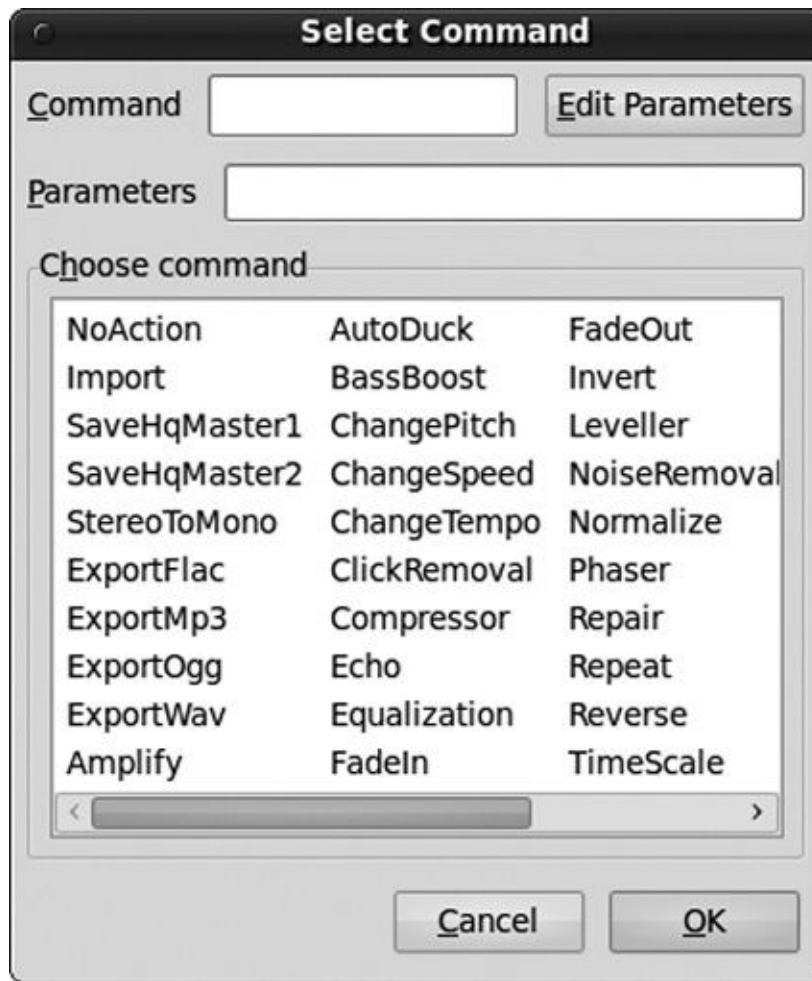 Select Command
Command Edit Parameters
Parameters
Choose command
NoAction AutoDuck FadeOut
Import BassBoost Invert
SaveHqMaster1 ChangePitch Leveller
SaveHqMaster2 ChangeSpeed NoiseRemoval
StereoToMono ChangeTempo Normalize
ExportFlac ClickRemoval Phaser
ExportMp3 Compressor Repair
ExportOgg Echo Repeat
ExportWav Equalization Reverse
Amplify FadeIn TimeScale
Cancel OK